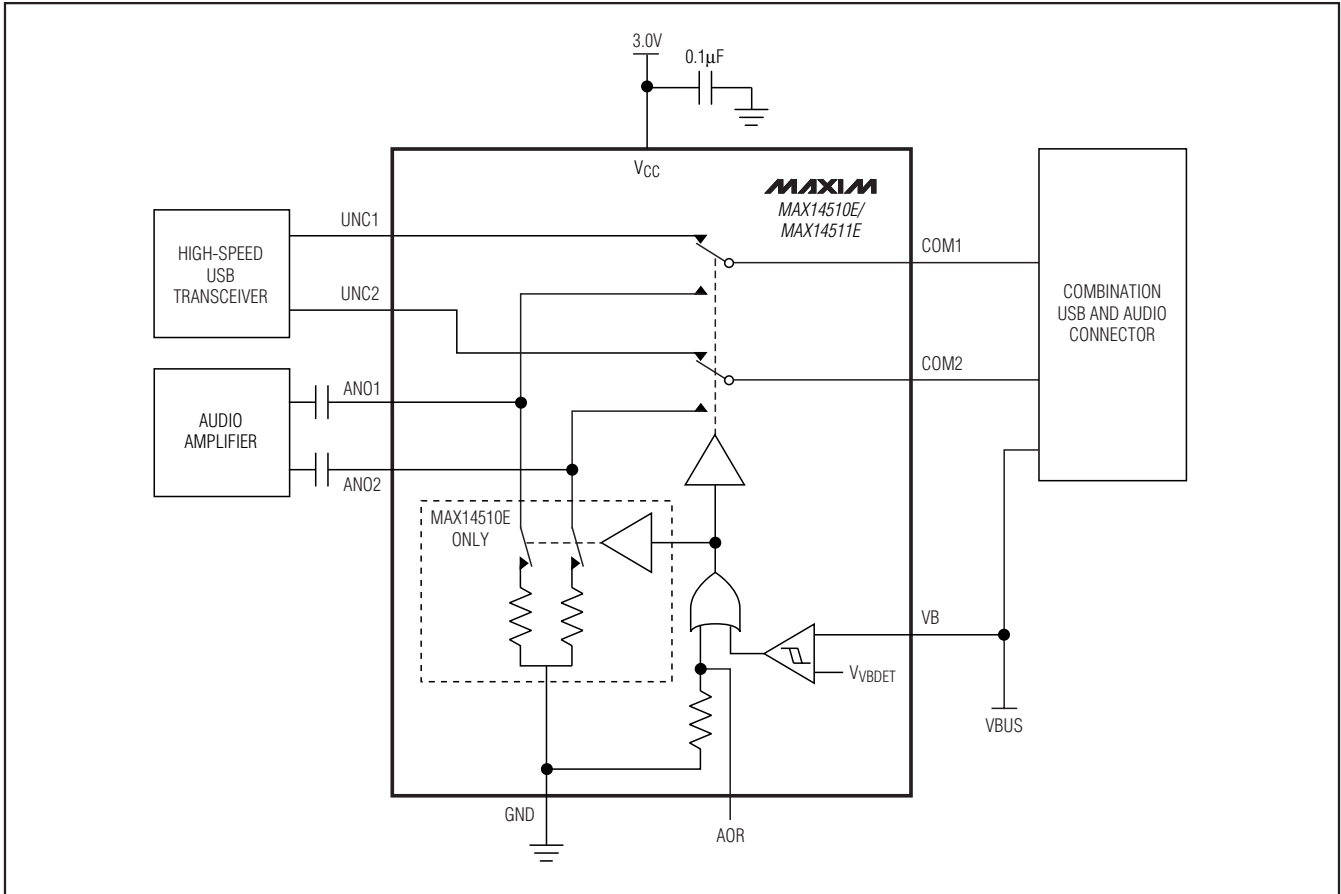 3.0V
0.1µF
VCC
MAXIM
MAX14510E/
MAX14511E
UNC1
COM1
HIGH-SPEED
USB
TRANSCEIVER
UNC2
COMBINATION
USB AND AUDIO
CONNECTOR
COM2
ANO1
AUDIO
AMPLIFIER
ANO2
MAX14510E
ONLY
VB
VVBDET
VBUS
GND
AOR